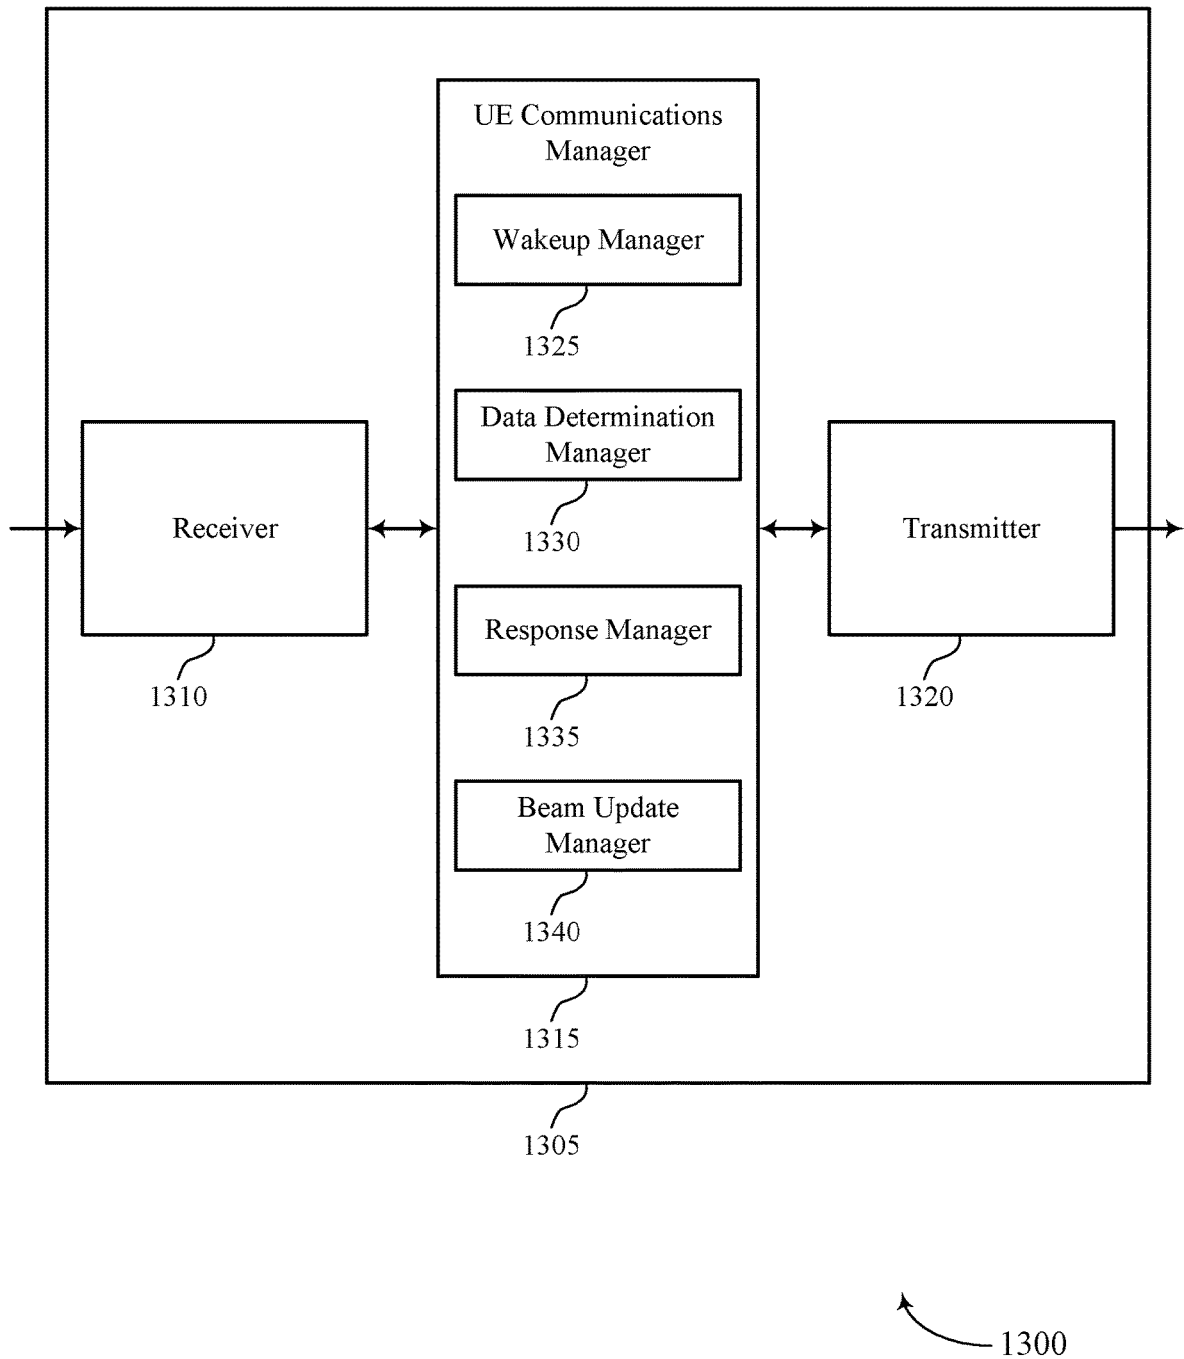 UE Communications
Manager
Wakeup Manager
1325
Data Determination
Manager
1330
Receiver
1310
Transmitter
1320
Response Manager
1335
Beam Update
Manager
1340
1315
1305
1300